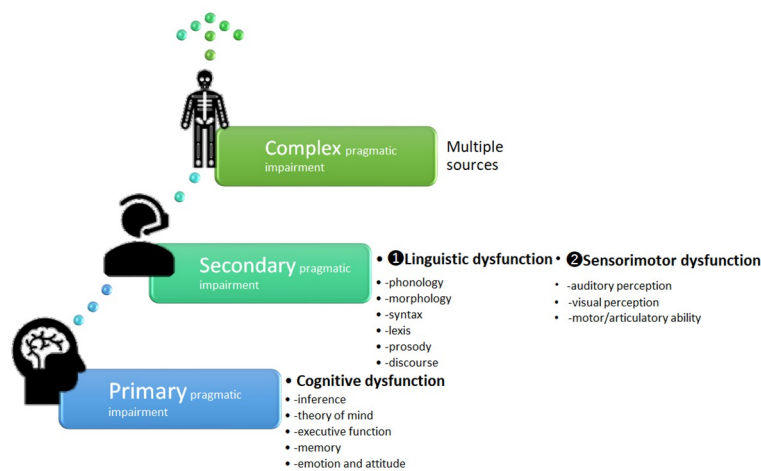 Complex pragmatic
impairment
Multiple
sources
Secondary pragmatic
impairment
• ❶Linguistic dysfunction
• -phonology
• -morphology
• -syntax
• -lexis
• -prosody
• -discourse
• ❷Sensorimotor dysfunction
• -auditory perception
• -visual perception
• -motor/articulatory ability
Primary pragmatic
impairment
• Cognitive dysfunction
• -inference
• -theory of mind
• -executive function
• -memory
• -emotion and attitude